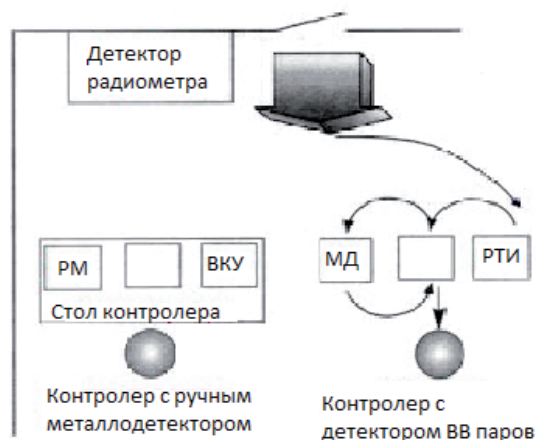 Детектор
радиометра
МД
РТИ
РМ
ВКУ
Стол контролера
Контролер с ручным
металлодетектором
Контролер с
детектором ВВ паров